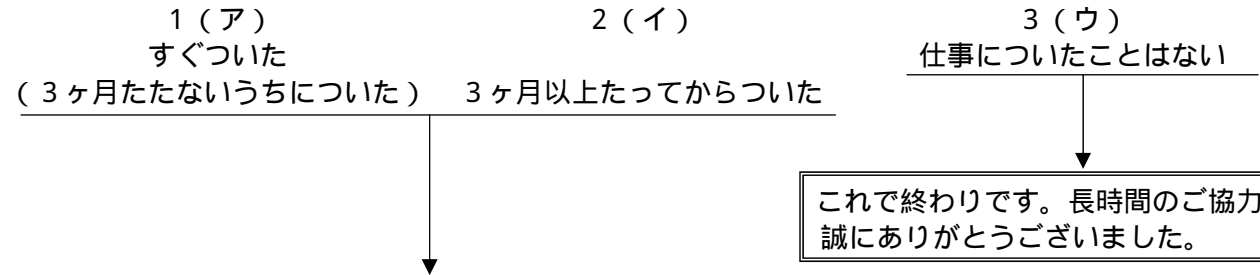 1（ア） 2（イ） 3（ウ）
すぐついた 仕事についたことはない
（3ヶ月たたないうちについた） 3ヶ月以上たってからついた
これで終わりです。長時間のご協力
誠にありがとうございました。